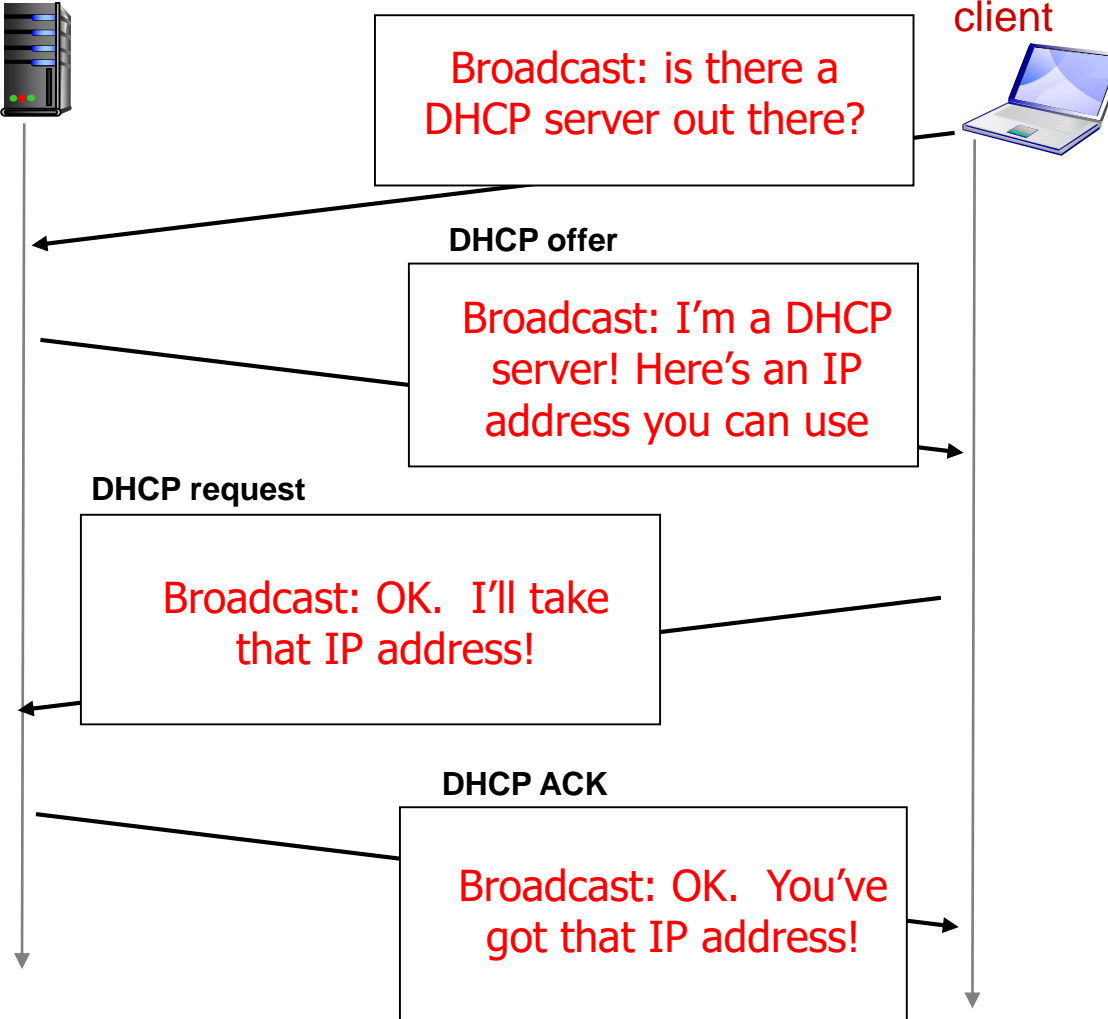 client
Broadcast: is there a
DHCP server out there?
DHCP offer
Broadcast: I’m a DHCP
server! Here’s an IP
address you can use
DHCP request
Broadcast: OK.  I’ll take
that IP address!
DHCP ACK
Broadcast: OK.  You’ve
got that IP address!